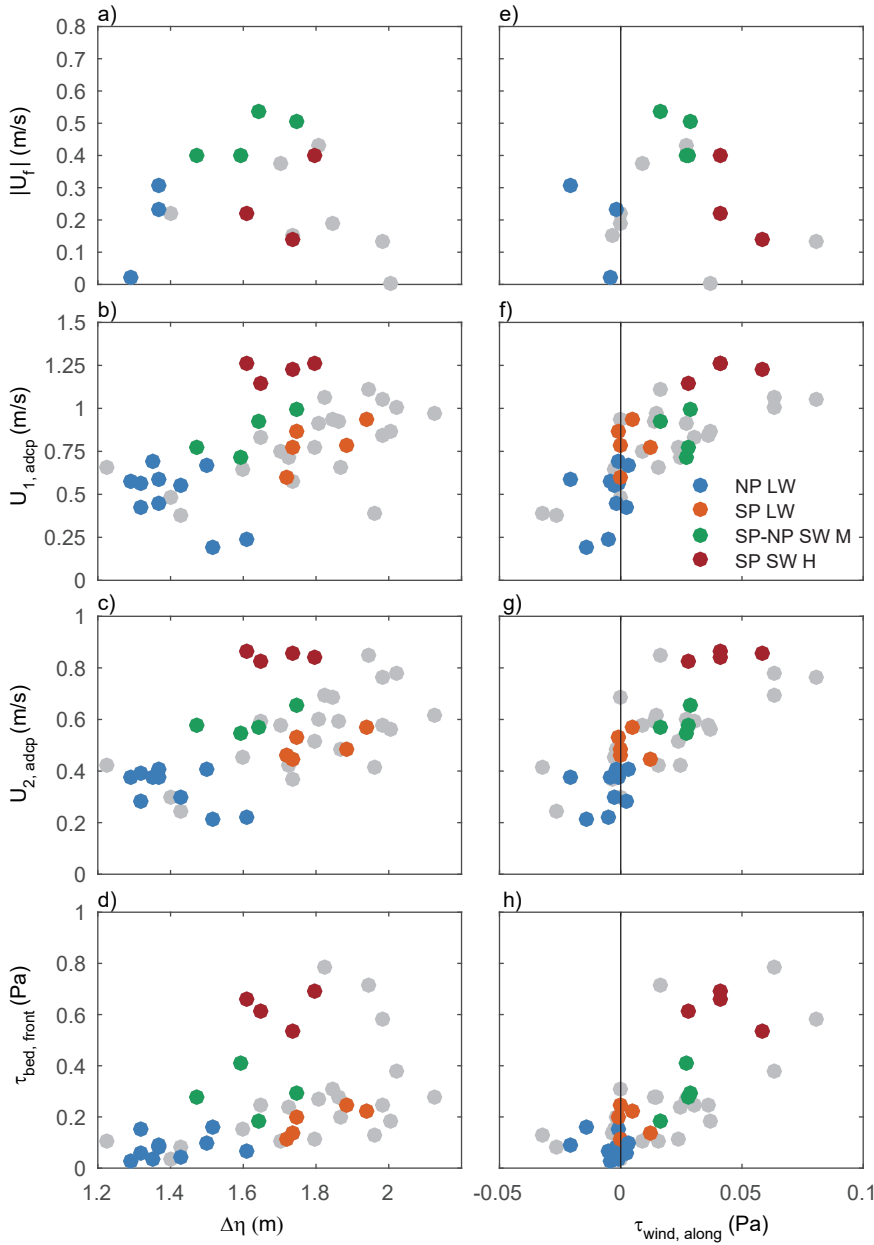 a)
0.8
0.7
0.6
0.5
0.4
0.3
0.2
0.1
0
|U_f| (m/s)
e)
b)
1.5
1.25
1
0.75
0.5
0.25
0
U_1, adcp (m/s)
f)
NP LW
SP LW
SP-NP SW M
SP SW H
c)
1
0.8
0.6
0.4
0.2
0
U_2, adcp (m/s)
g)
d)
1
0.8
0.6
0.4
0.2
0
τ_bed, front (Pa)
1.2 1.4 1.6 1.8 2
Δη (m)
h)
-0.05 0 0.05 0.1
τ_wind, along (Pa)